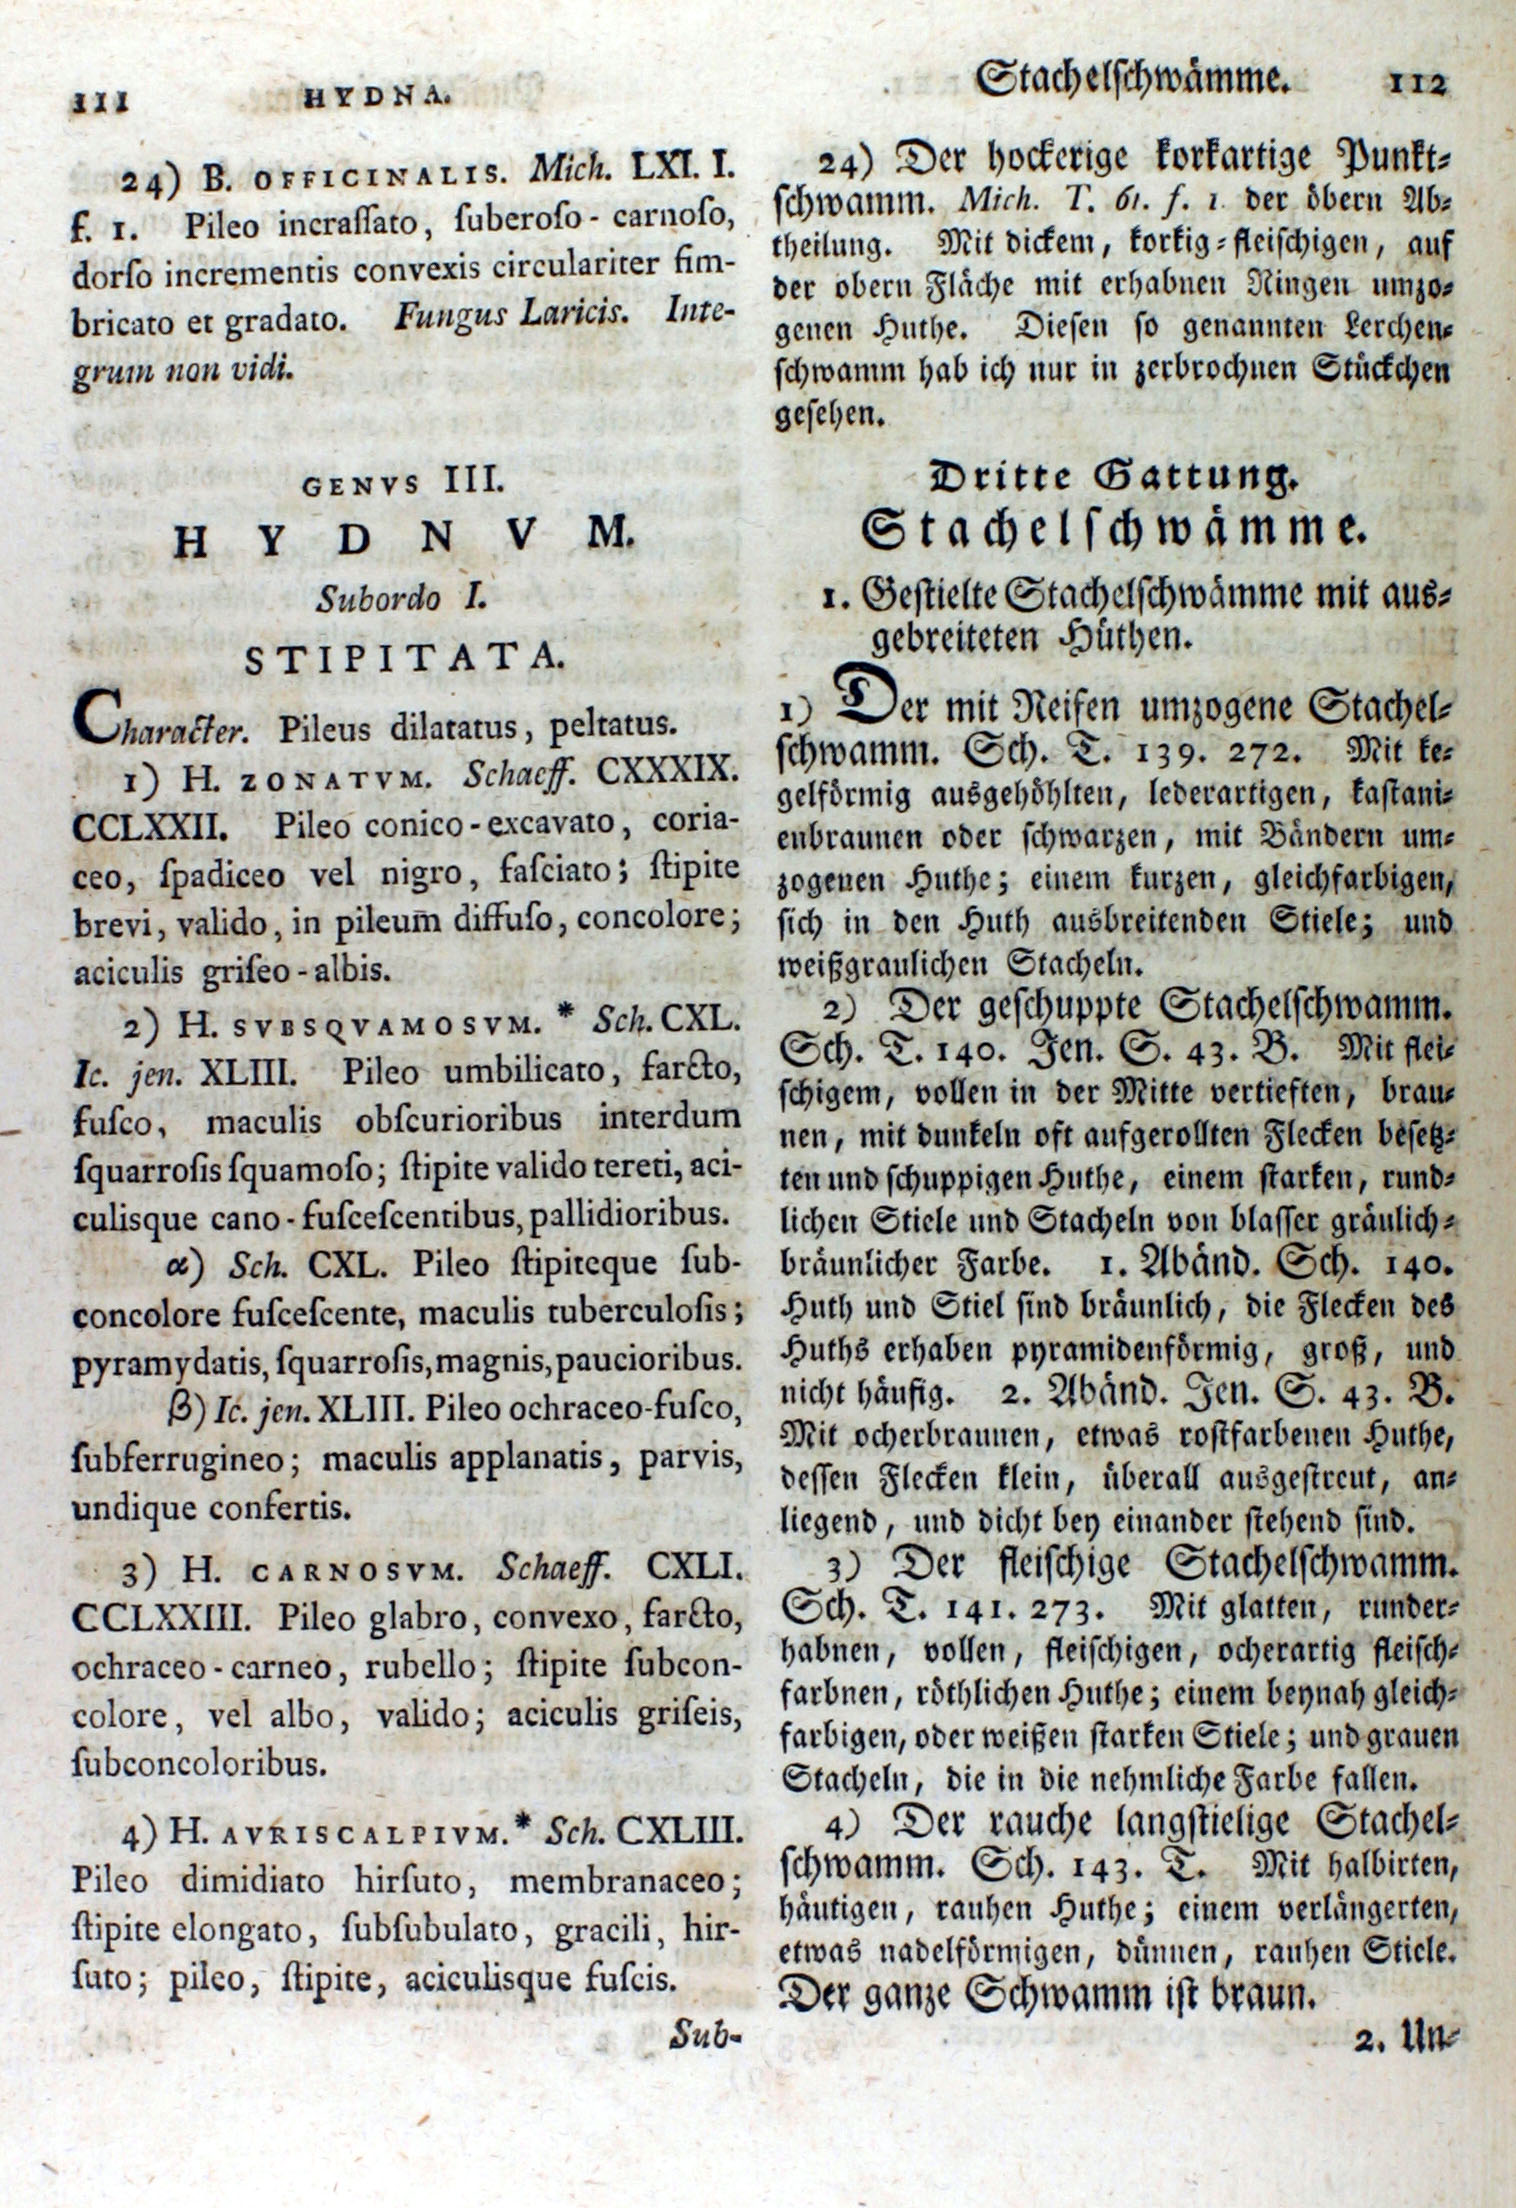 111 HYDNA.
24) B. OFFICINALIS. Mich. LXI. I.
f. 1. Pileo incraſſato, ſuberoſo-carnoſo,
dorſo incrementis convexis circulariter fim-
bricato et gradato. Fungus Laricis. Inte-
grum non vidi.
GENVS III.
HYDNVM.
Subordo I.
STIPITATA.
Character. Pileus dilatatus, peltatus.
1) H. ZONATVM. Schaeff. CXXXIX.
CCLXXII. Pileo conico-excavato, coria-
ceo, ſpadiceo vel nigro, faſciato; ſtipite
brevi, valido, in pileum diffuſo, concolore;
aciculis griſeo-albis.
2) H. SVBSQVAMOSVM. * Sch. CXL.
Ic. jen. XLIII. Pileo umbilicato, farcto,
fuſco, maculis obſcurioribus interdum
ſquarroſis ſquamoſo; ſtipite valido tereti, aci-
culisque cano-fuſceſcentibus, pallidioribus.
α) Sch. CXL. Pileo ſtipiteque ſub-
concolore fuſceſcente, maculis tuberculoſis;
pyramydatis, ſquarroſis, magnis, paucioribus.
β) Ic. jen. XLIII. Pileo ochraceo-fuſco,
ſubferrugineo; maculis applanatis, parvis,
undique confertis.
3) H. CARNOSVM. Schaeff. CXLI.
CCLXXIII. Pileo glabro, convexo, farcto,
ochraceo-carneo, rubello; ſtipite ſubcon-
colore, vel albo, valido; aciculis griſeis,
ſubconcoloribus.
4) H. AVRISCALPIVM. * Sch. CXLIII.
Pileo dimidiato hirſuto, membranaceo;
ſtipite elongato, ſubſubulato, gracili, hir-
ſuto; pileo, ſtipite, aciculisque fuſcis.
Sub-
Stachelſchwämme. 112
24) Der hockerige korkartige Punkt-
ſchwamm. Mich. T. 61. f. 1. der öbern Ab-
theilung. Mit dickem, korkig-fleiſchigen, auf
der obern Fläche mit erhabnen Ringen umzo-
genen Huthe. Dieſen ſo genannten Lerchen-
ſchwamm hab ich nur in zerbrochnen Stückchen
geſehen.
Dritte Gattung.
Stachelſchwämme.
1. Geſtielte Stachelſchwämme mit aus-
gebreiteten Hüthen.
1) Der mit Reifen umzogene Stachel-
ſchwamm. Sch. T. 139. 272. Mit ke-
gelförmig ausgehöhlten, lederartigen, kaſtani-
enbraunen oder ſchwarzen, mit Bändern um-
zogenen Huthe; einem kurzen, gleichfarbigen,
ſich in den Huth ausbreitenden Stiele; und
weißgraulichen Stacheln.
2) Der geſchuppte Stachelſchwamm.
Sch. T. 140. Jen. S. 43. B. Mit flei-
ſchigem, vollen in der Mitte vertieften, brau-
nen, mit dunkeln oft aufgerollten Flecken beſetz-
ten und ſchuppigen Huthe, einem ſtarken, rund-
lichen Stiele und Stacheln von blaſſer gräulich-
bräunlicher Farbe. 1. Abänd. Sch. 140.
Huth und Stiel ſind bräunlich, die Flecken des
Huths erhaben pyramidenförmig, groß, und
nicht häufig. 2. Abänd. Jen. S. 43. B.
Mit ocherbraunen, etwas roſtfarbenen Huthe,
deſſen Flecken klein, überall ausgeſtreut, an-
liegend, und dicht bey einander ſtehend ſind.
3) Der fleiſchige Stachelſchwamm.
Sch. T. 141. 273. Mit glatten, runder-
habnen, vollen, fleiſchigen, ocherartig fleiſch-
farbnen, röthlichen Huthe; einem beynah gleich-
farbigen, oder weißen ſtarken Stiele; und grauen
Stacheln, die in die nehmliche Farbe fallen.
4) Der rauche langſtielige Stachel-
ſchwamm. Sch. 143. T. Mit halbirten,
häutigen, rauhen Huthe; einem verlängerten,
etwas nadelförmigen, dünnen, rauhen Stiele.
Der ganze Schwamm iſt braun.
2. Un-